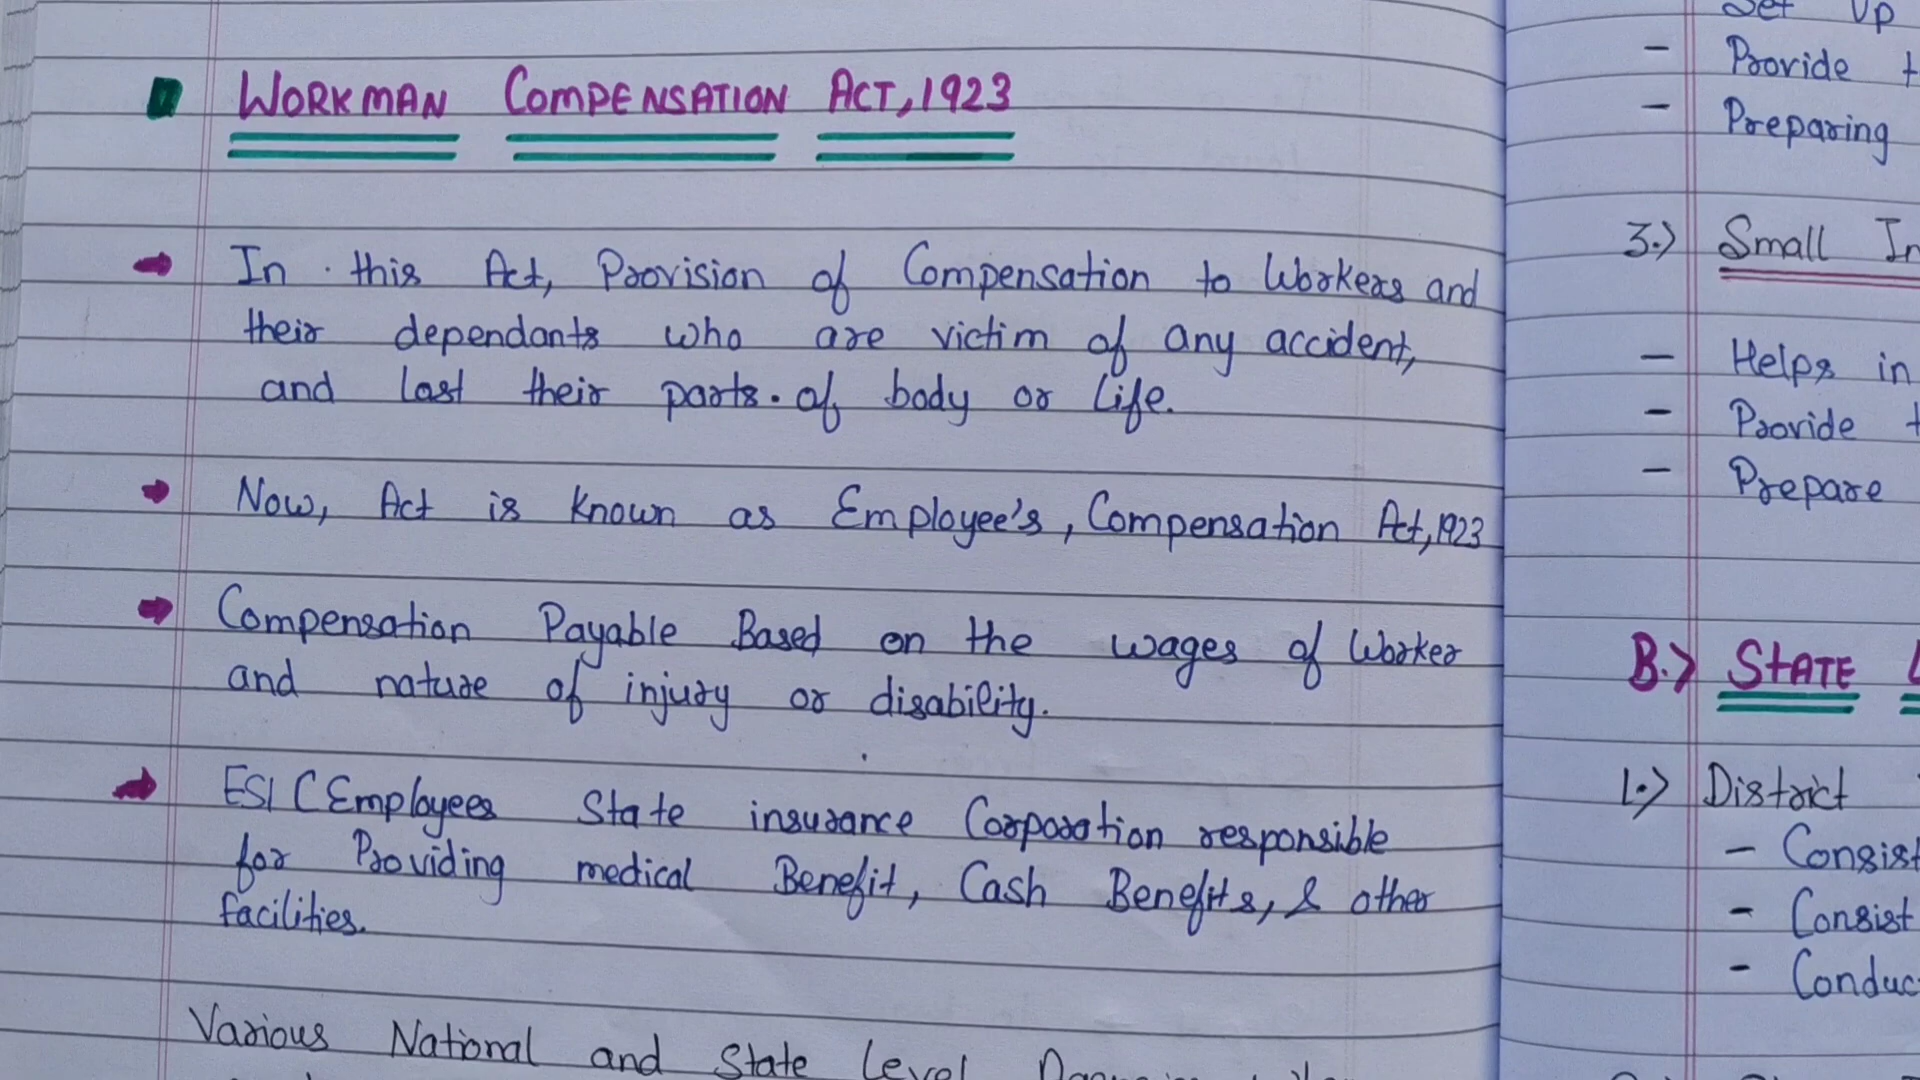 WORKMAN COMPENSATION ACT, 1923
In this Act, Provision of Compensation to Workers and
their dependants who are victim of any accident,
and lost their parts of body or Life.
Now, Act is known as Employee's, Compensation Act, 1923
Compensation Payable Based on the wages of Worker
and nature of injury or disability.
ESI C Employees State insurance Corporation responsible
for Providing medical Benefit, Cash Benefits, & other
facilities.
Various National and State Level
Set Up
- Provide
- Preparing
3.) Small
- Helps in
- Provide
- Prepare
B.> STATE
1.) District
- Consist
- Consist